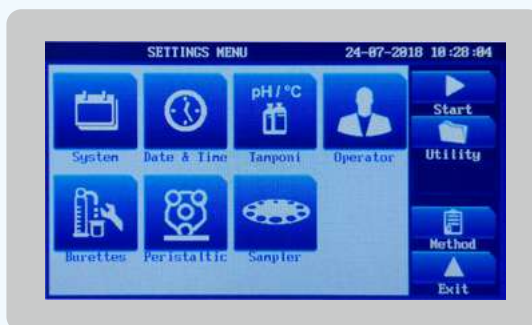 SETTINGS MENU 24-07-2018 10:28:04
pH / °C
System Date & Time Tamponi Operator
Burettes Peristaltic Sampler
Start
Utility
Method
Exit